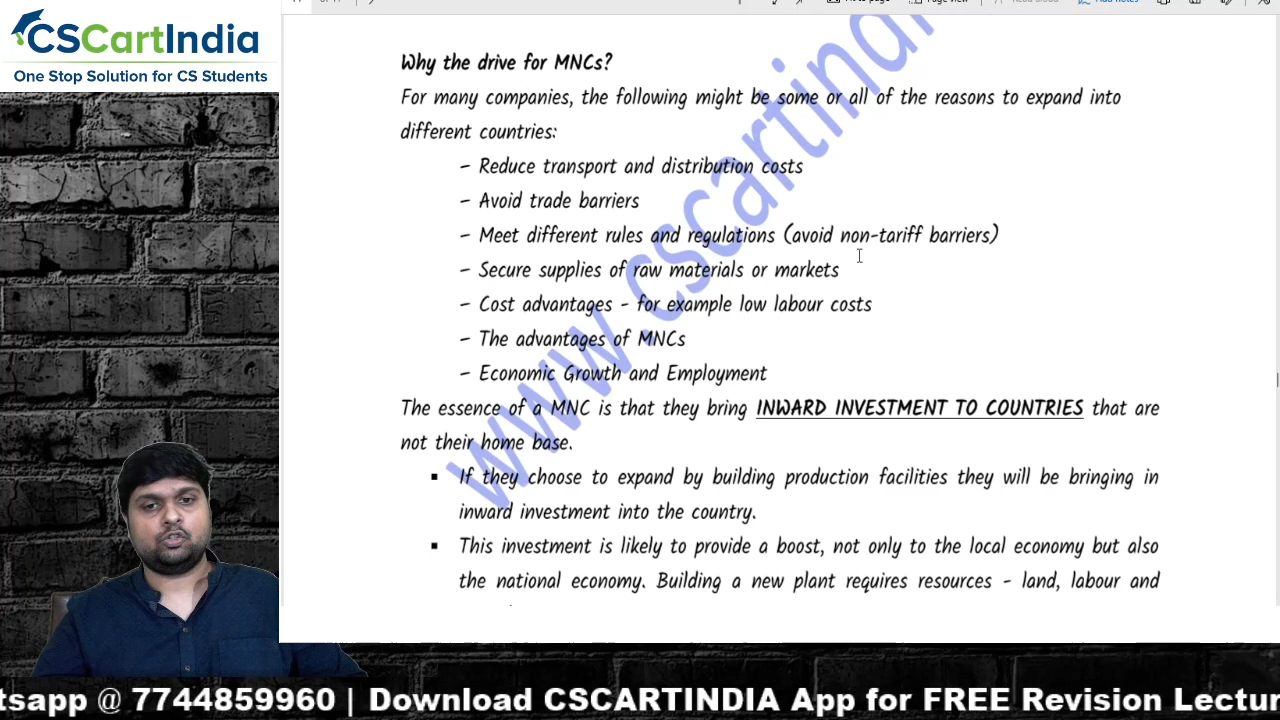 CSCartIndia
One Stop Solution for CS Students
Why the drive for MNCs?
For many companies, the following might be some or all of the reasons to expand into
different countries:
– Reduce transport and distribution costs
– Avoid trade barriers
– Meet different rules and regulations (avoid non-tariff barriers)
– Secure supplies of raw materials or markets
– Cost advantages - for example low labour costs
– The advantages of MNCs
– Economic Growth and Employment
The essence of a MNC is that they bring INWARD INVESTMENT TO COUNTRIES that are
not their home base.
▪ If they choose to expand by building production facilities they will be bringing in
inward investment into the country.
▪ This investment is likely to provide a boost, not only to the local economy but also
the national economy. Building a new plant requires resources - land, labour and
www.cscartindi
tsapp @ 7744859960 | Download CSCARTINDIA App for FREE Revision Lectur